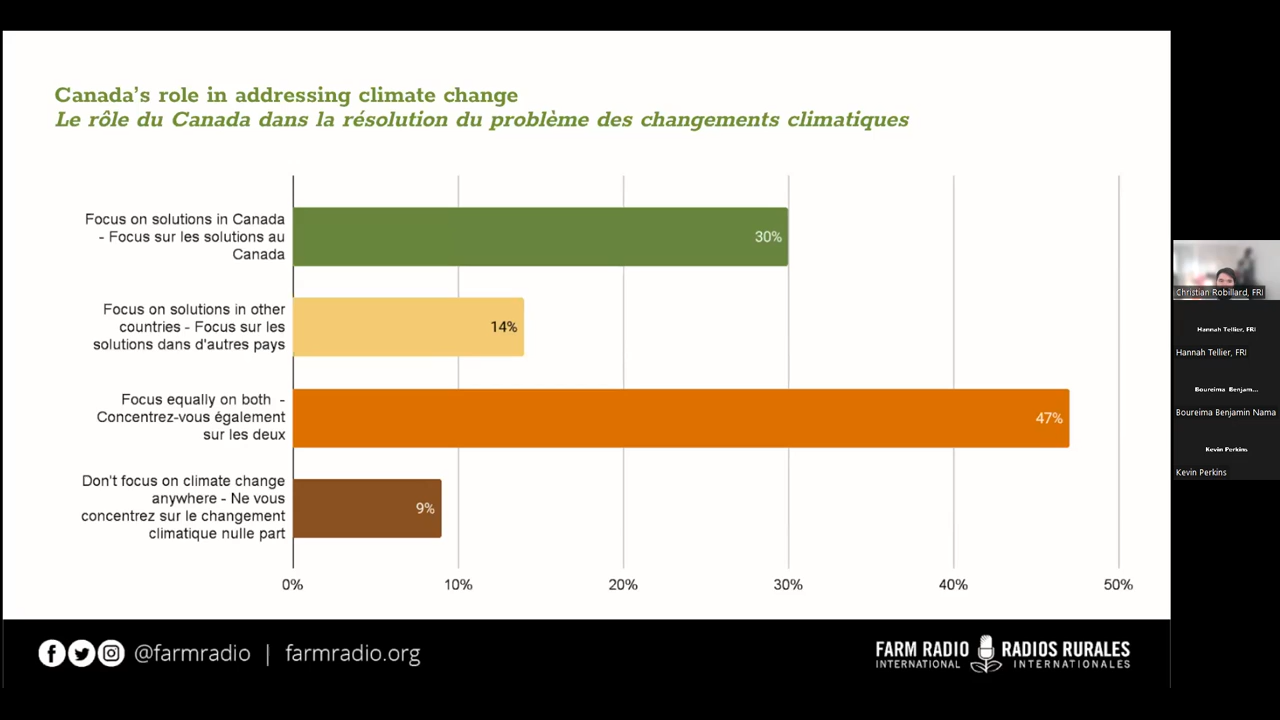 Canada's role in addressing climate change
Le rôle du Canada dans la résolution du problème des changements climatiques
Focus on solutions in Canada
- Focus sur les solutions au
Canada
30%
Focus on solutions in other
countries - Focus sur les
solutions dans d'autres pays
14%
Focus equally on both -
Concentrez-vous également
sur les deux
47%
Don't focus on climate change
anywhere - Ne vous
concentrez sur le changement
climatique nulle part
9%
0%
10%
20%
30%
40%
50%
@farmradio | farmradio.org
FARM RADIO
INTERNATIONAL
RADIOS RURALES
INTERNATIONALES
Christian Robillard, FRI
Hannah Tellier, FRI
Hannah Tellier, FRI
Boureima Benjam...
Boureima Benjamin Nama
Kevin Perkins
Kevin Perkins